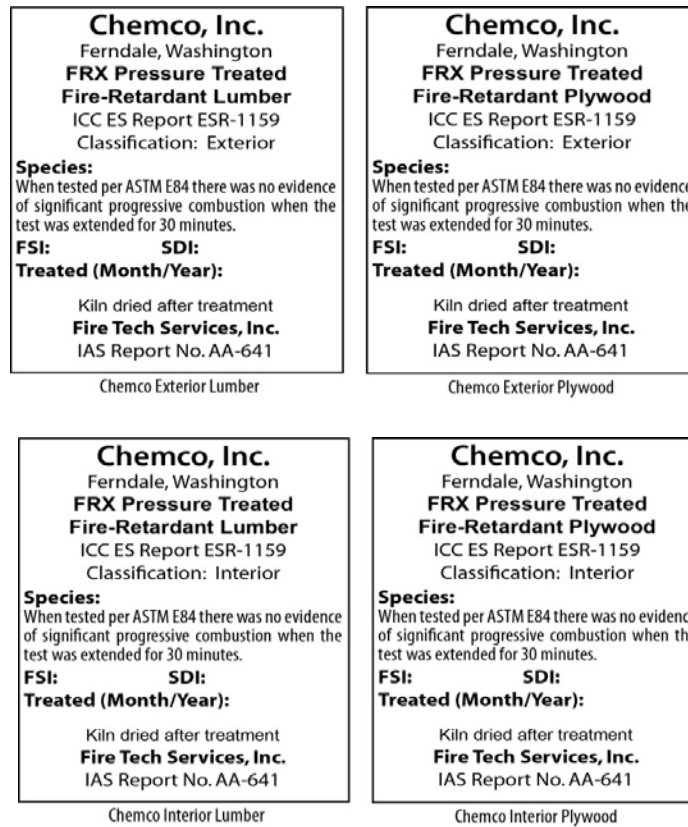 Chemco, Inc.
Ferndale, Washington
FRX Pressure Treated
Fire-Retardant Lumber
ICC ES Report ESR-1159
Classification: Exterior
Species:
When tested per ASTM E84 there was no evidence
of significant progressive combustion when the
test was extended for 30 minutes.
FSI: SDI:
Treated (Month/Year):
Kiln dried after treatment
Fire Tech Services, Inc.
IAS Report No. AA-641
Chemco Exterior Lumber
Chemco, Inc.
Ferndale, Washington
FRX Pressure Treated
Fire-Retardant Plywood
ICC ES Report ESR-1159
Classification: Exterior
Species:
When tested per ASTM E84 there was no evidence
of significant progressive combustion when the
test was extended for 30 minutes.
FSI: SDI:
Treated (Month/Year):
Kiln dried after treatment
Fire Tech Services, Inc.
IAS Report No. AA-641
Chemco Exterior Plywood
Chemco, Inc.
Ferndale, Washington
FRX Pressure Treated
Fire-Retardant Lumber
ICC ES Report ESR-1159
Classification: Interior
Species:
When tested per ASTM E84 there was no evidence
of significant progressive combustion when the
test was extended for 30 minutes.
FSI: SDI:
Treated (Month/Year):
Kiln dried after treatment
Fire Tech Services, Inc.
IAS Report No. AA-641
Chemco Interior Lumber
Chemco, Inc.
Ferndale, Washington
FRX Pressure Treated
Fire-Retardant Plywood
ICC ES Report ESR-1159
Classification: Interior
Species:
When tested per ASTM E84 there was no evidenc
of significant progressive combustion when th
test was extended for 30 minutes.
FSI: SDI:
Treated (Month/Year):
Kiln dried after treatment
Fire Tech Services, Inc.
IAS Report No. AA-641
Chemco Interior Plywood